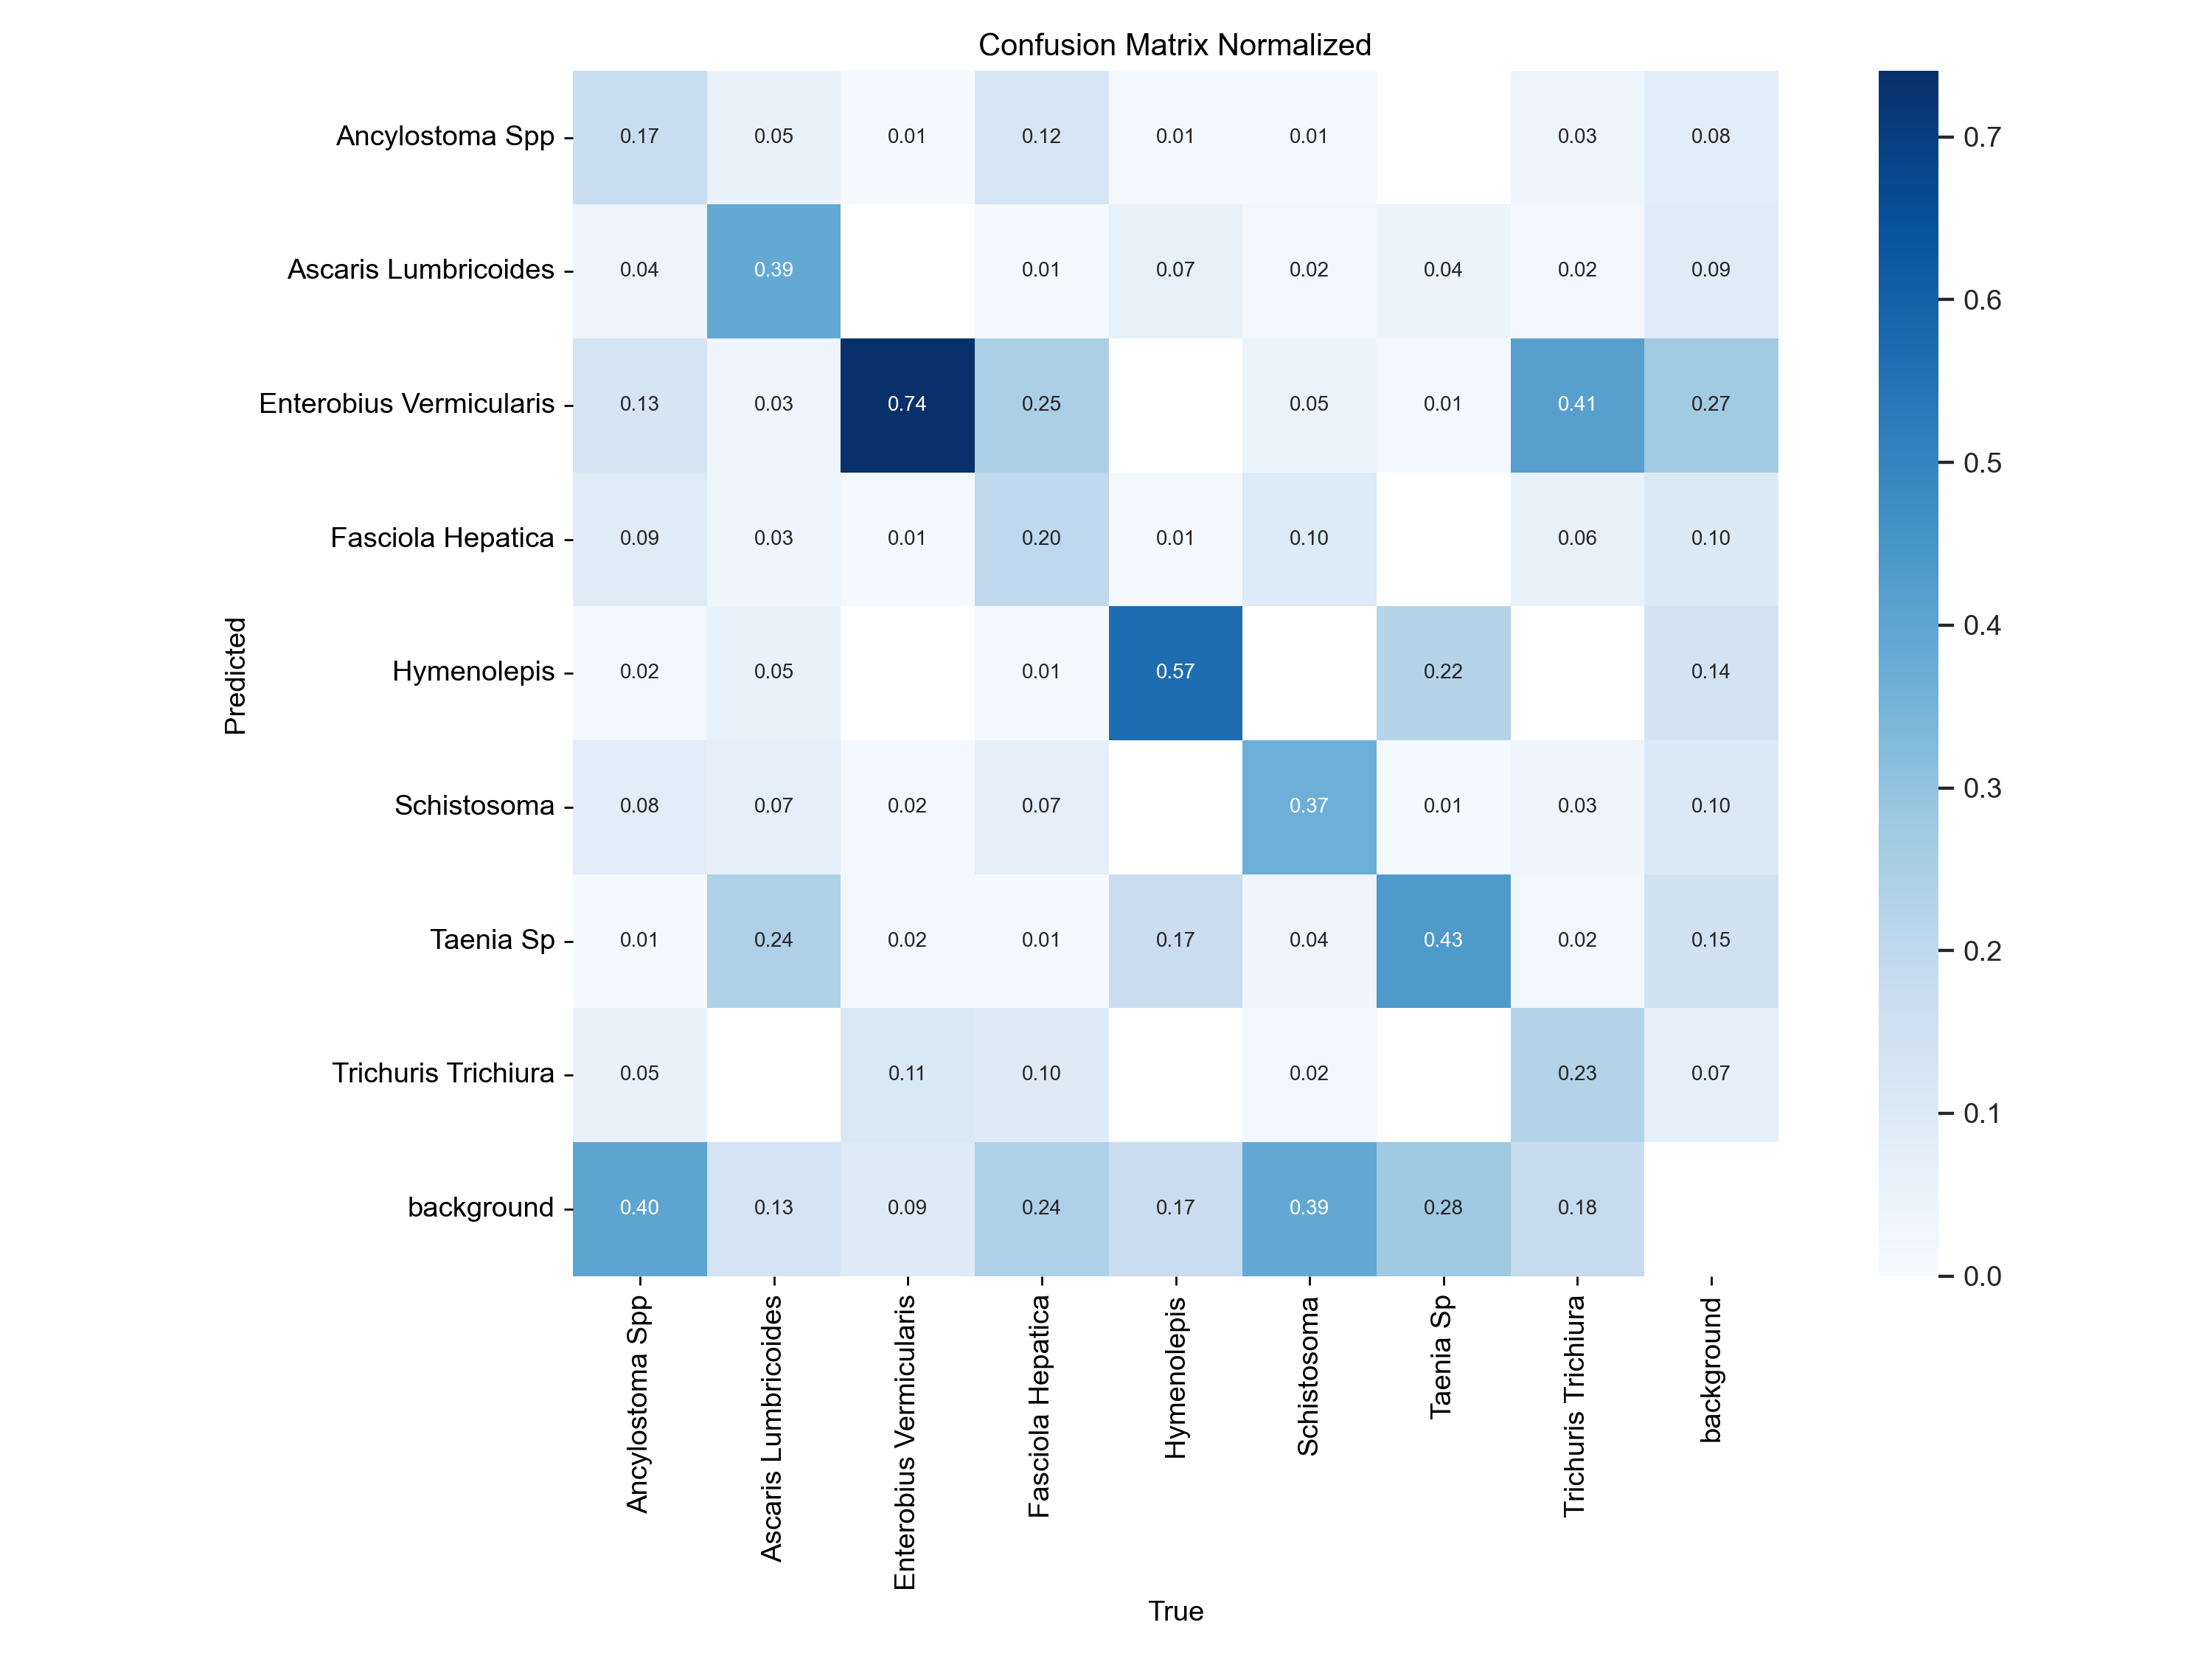 Confusion Matrix Normalized
Ancylostoma Spp 0.17 0.05 0.01 0.12 0.01 0.01 0.03 0.08
Ascaris Lumbricoides 0.04 0.39 0.01 0.07 0.02 0.04 0.02 0.09
Enterobius Vermicularis 0.13 0.03 0.74 0.25 0.05 0.01 0.41 0.27
Fasciola Hepatica 0.09 0.03 0.01 0.20 0.01 0.10 0.06 0.10
Hymenolepis 0.02 0.05 0.01 0.57 0.22 0.14
Schistosoma 0.08 0.07 0.02 0.07 0.37 0.01 0.03 0.10
Taenia Sp 0.01 0.24 0.02 0.01 0.17 0.04 0.43 0.02 0.15
Trichuris Trichiura 0.05 0.11 0.10 0.02 0.23 0.07
background 0.40 0.13 0.09 0.24 0.17 0.39 0.28 0.18
Predicted
Ancylostoma Spp
Ascaris Lumbricoides
Enterobius Vermicularis
Fasciola Hepatica
Hymenolepis
Schistosoma
Taenia Sp
Trichuris Trichiura
background
True
0.7
0.6
0.5
0.4
0.3
0.2
0.1
0.0